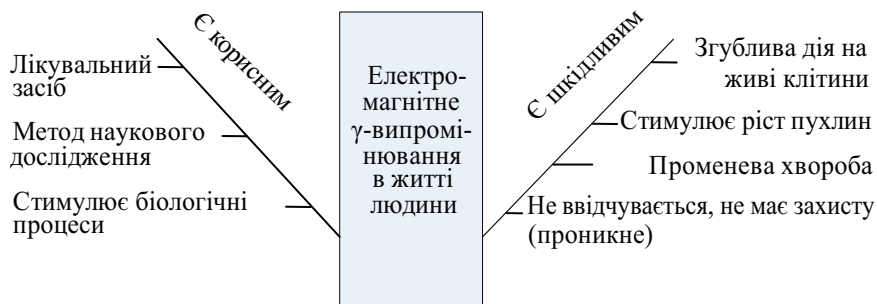 Є корисним
Лікувальний
засіб
Метод наукового
дослідження
Стимулює біологічні
процеси
Електро-
магнітне
γ-випромі-
нювання
в житті
людини
Є шкідливим
Згублива дія на
живі клітини
Стимулює ріст пухлин
Променева хвороба
Не ввідчувається, не має захисту
(проникне)